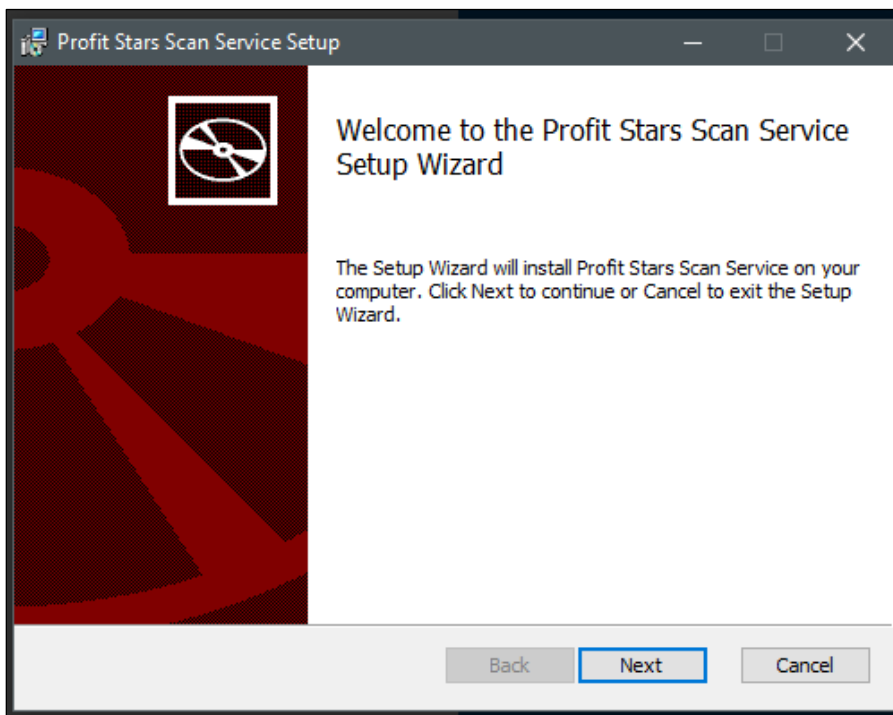 Profit Stars Scan Service Setup
Welcome to the Profit Stars Scan Service
Setup Wizard
The Setup Wizard will install Profit Stars Scan Service on your
computer. Click Next to continue or Cancel to exit the Setup
Wizard.
Back Next Cancel